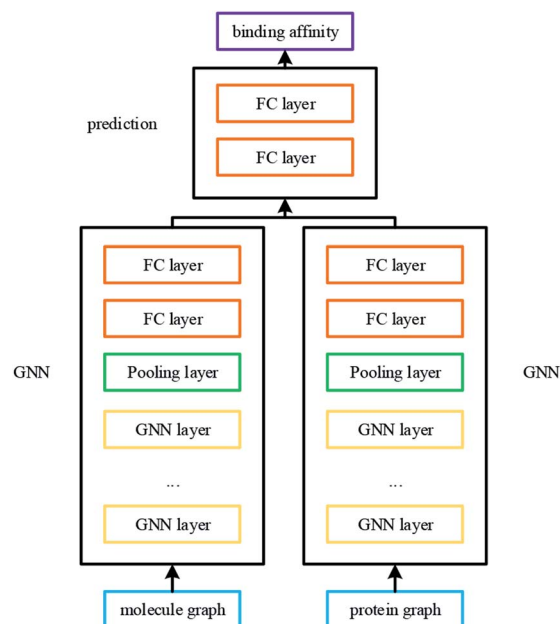 binding affinity
FC layer
prediction
FC layer
FC layer
FC layer
FC layer
FC layer
GNN
Pooling layer
Pooling layer
GNN
GNN layer
GNN layer
...
...
GNN layer
GNN layer
molecule graph
protein graph